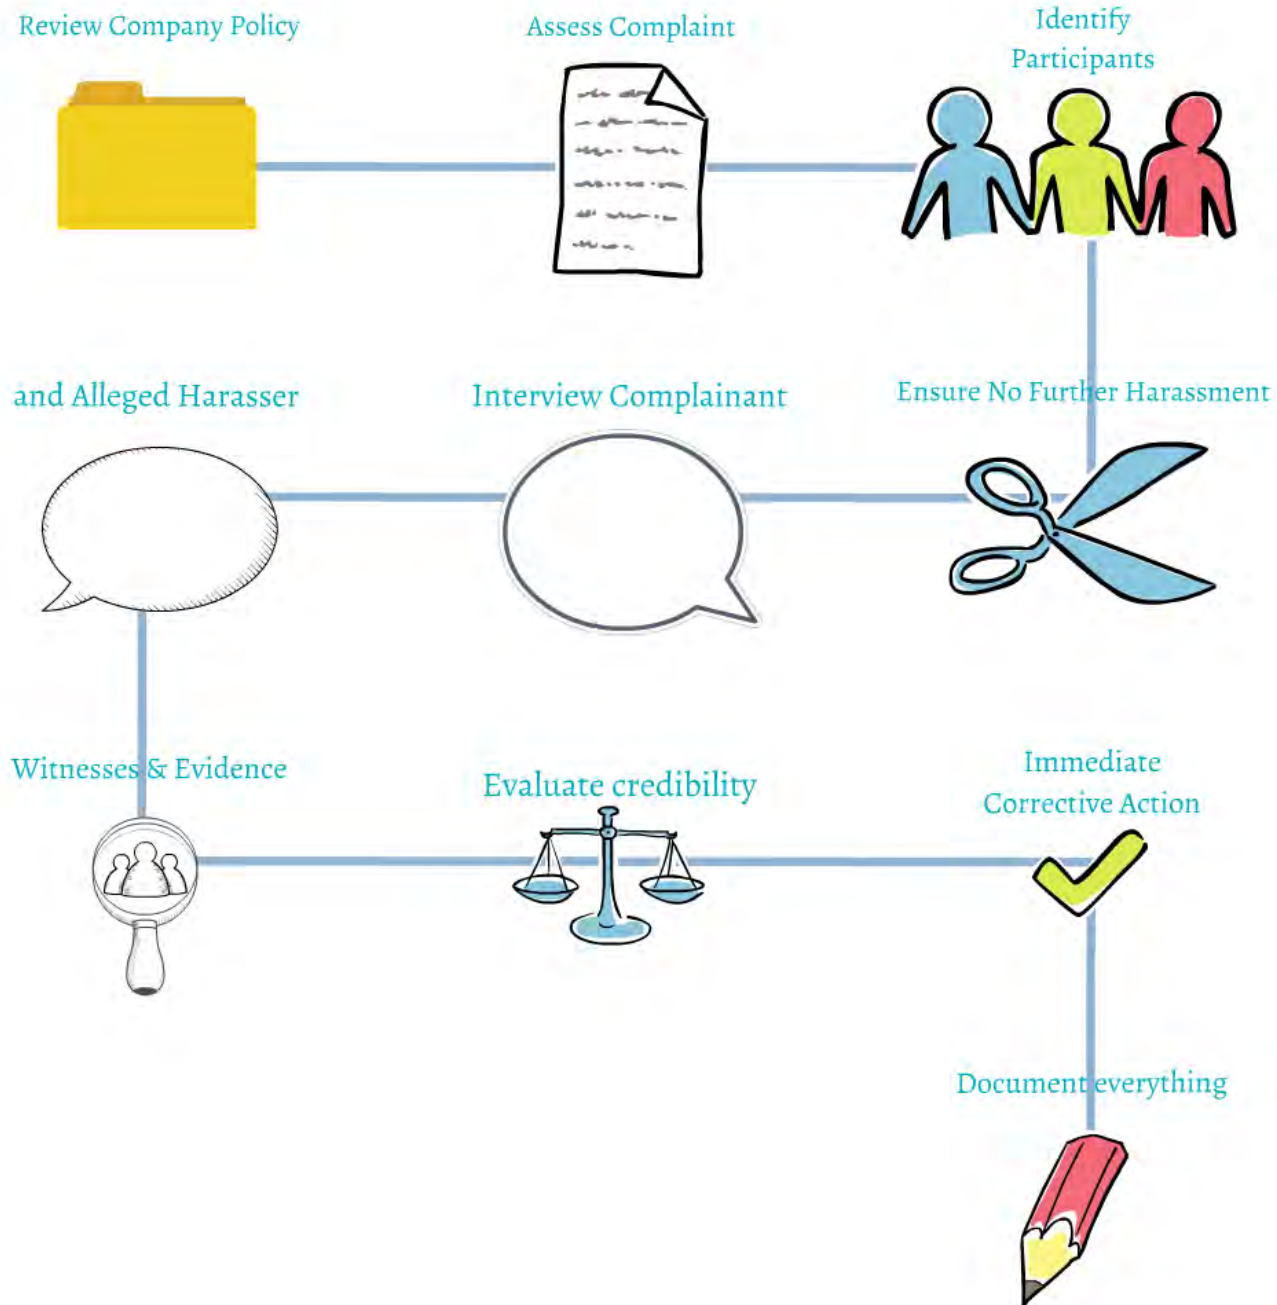 Review Company Policy
Assess Complaint
Identify
Participants
Ensure No Further Harassment
Interview Complainant
and Alleged Harasser
Witnesses & Evidence
Evaluate credibility
Immediate
Corrective Action
Document everything